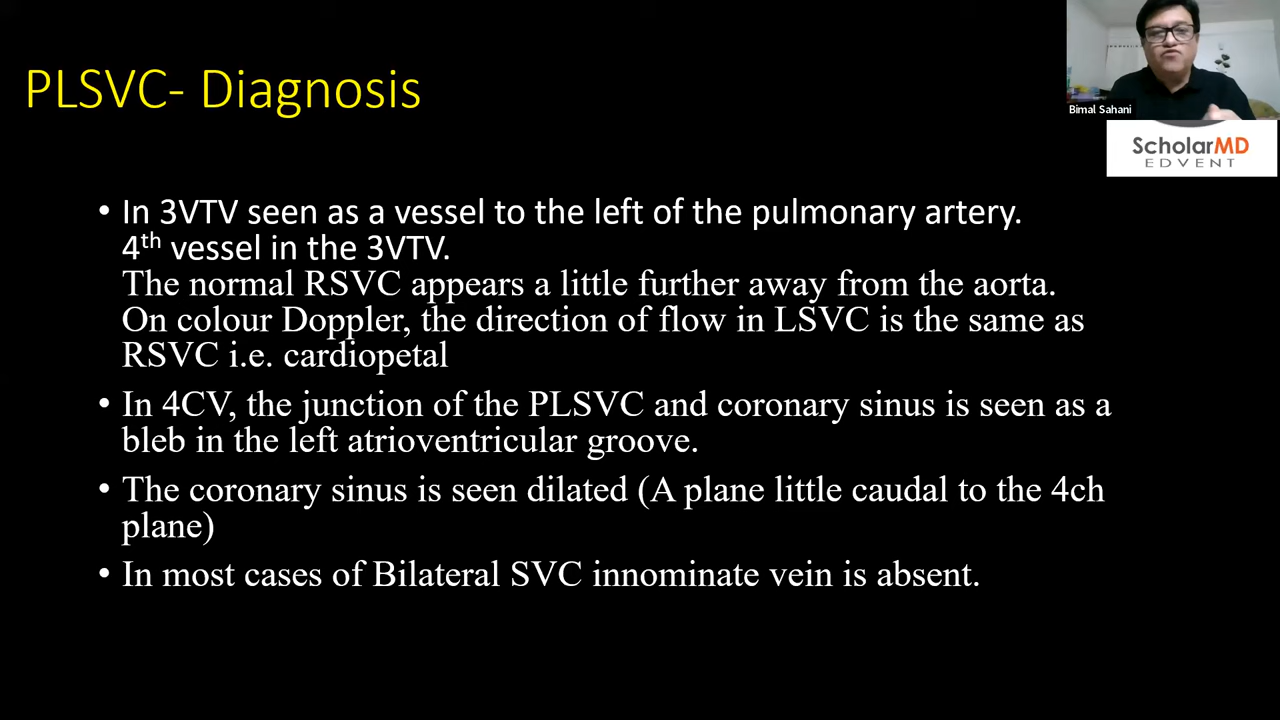 PLSVC- Diagnosis
Bimal Sahani
ScholarMD
EDVENT
• In 3VTV seen as a vessel to the left of the pulmonary artery.
4th vessel in the 3VTV.
The normal RSVC appears a little further away from the aorta.
On colour Doppler, the direction of flow in LSVC is the same as
RSVC i.e. cardiopetal
• In 4CV, the junction of the PLSVC and coronary sinus is seen as a
bleb in the left atrioventricular groove.
• The coronary sinus is seen dilated (A plane little caudal to the 4ch
plane)
• In most cases of Bilateral SVC innominate vein is absent.